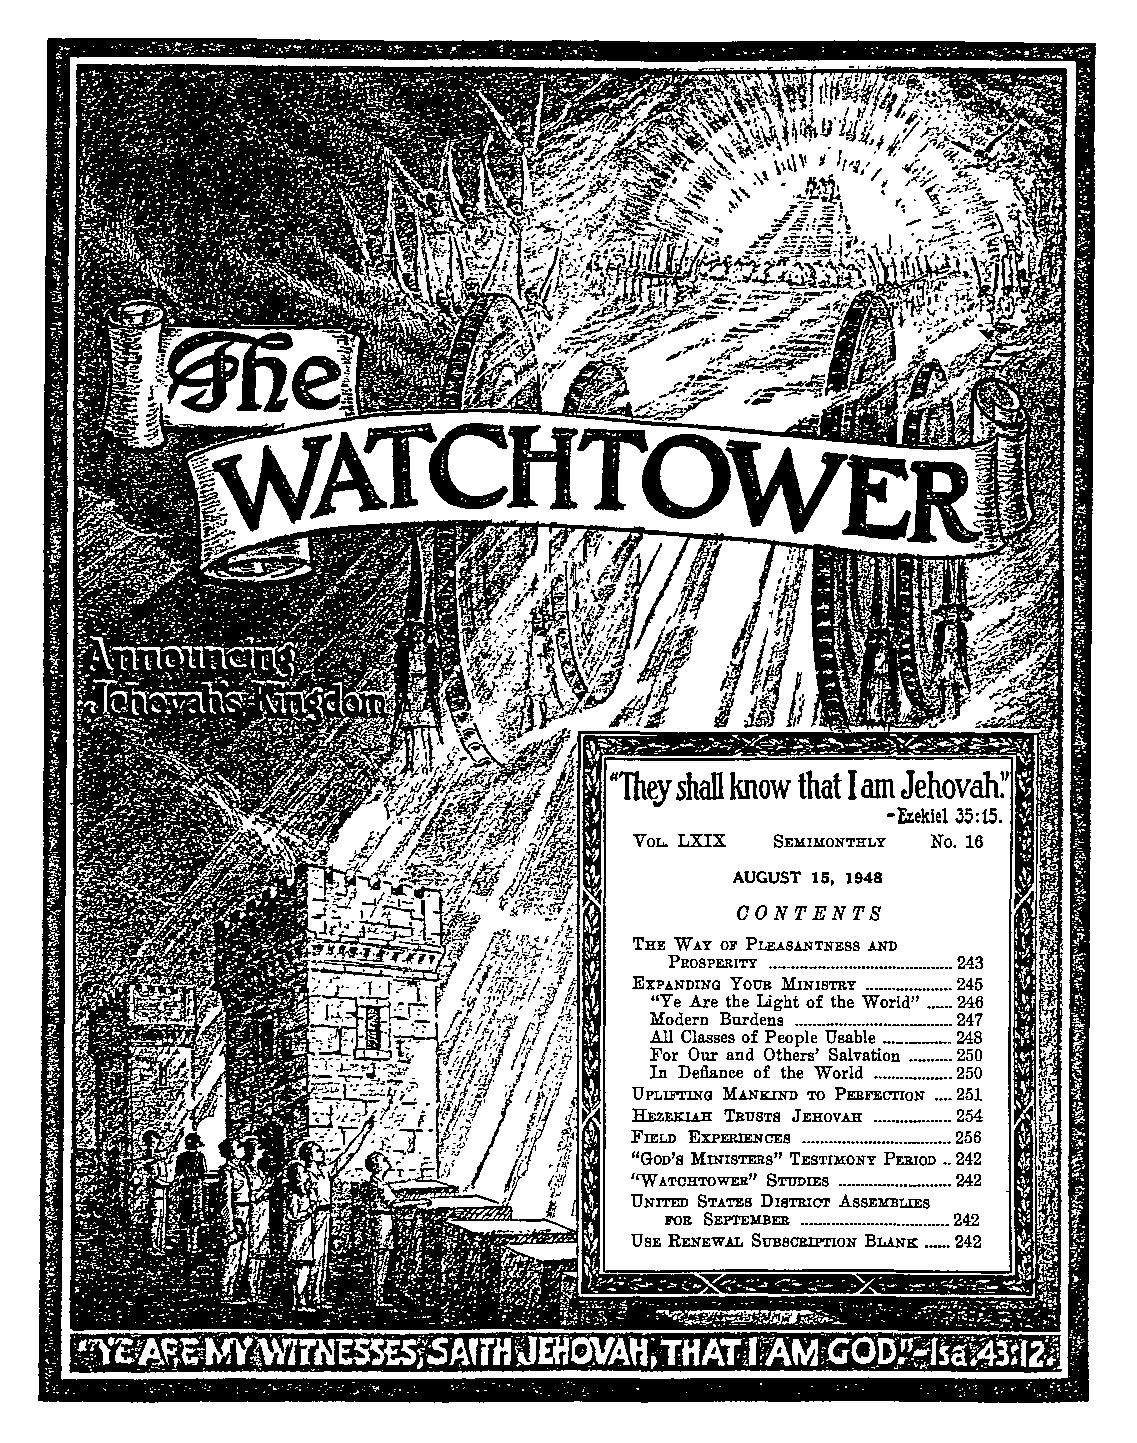 The
WATCHTOWER
Announcing
Jehovah's Kingdom
"They shall know that I am Jehovah."
-Ezekiel 35:15.
VOL. LXIX SEMIMONTHLY No. 16
AUGUST 15, 1948
CONTENTS
THE WAY OF PLEASANTNESS AND
PROSPERITY ..................................... 243
EXPANDING YOUR MINISTRY .................... 245
"Ye Are the Light of the World" ...... 246
Modern Burdens ................................... 247
All Classes of People Usable ............... 248
For Our and Others' Salvation .......... 250
In Defiance of the World .................. 250
UPLIFTING MANKIND TO PERFECTION .... 251
HEZEKIAH TRUSTS JEHOVAH .................. 254
FIELD EXPERIENCES ................................. 256
"GOD'S MINISTERS" TESTIMONY PERIOD .. 242
"WATCHTOWER" STUDIES ......................... 242
UNITED STATES DISTRICT ASSEMBLIES
FOR SEPTEMBER ................................. 242
USE RENEWAL SUBSCRIPTION BLANK ...... 242
"YE ARE MY WITNESSES, SAITH JEHOVAH, THAT I AM GOD."-Isa. 43:12.